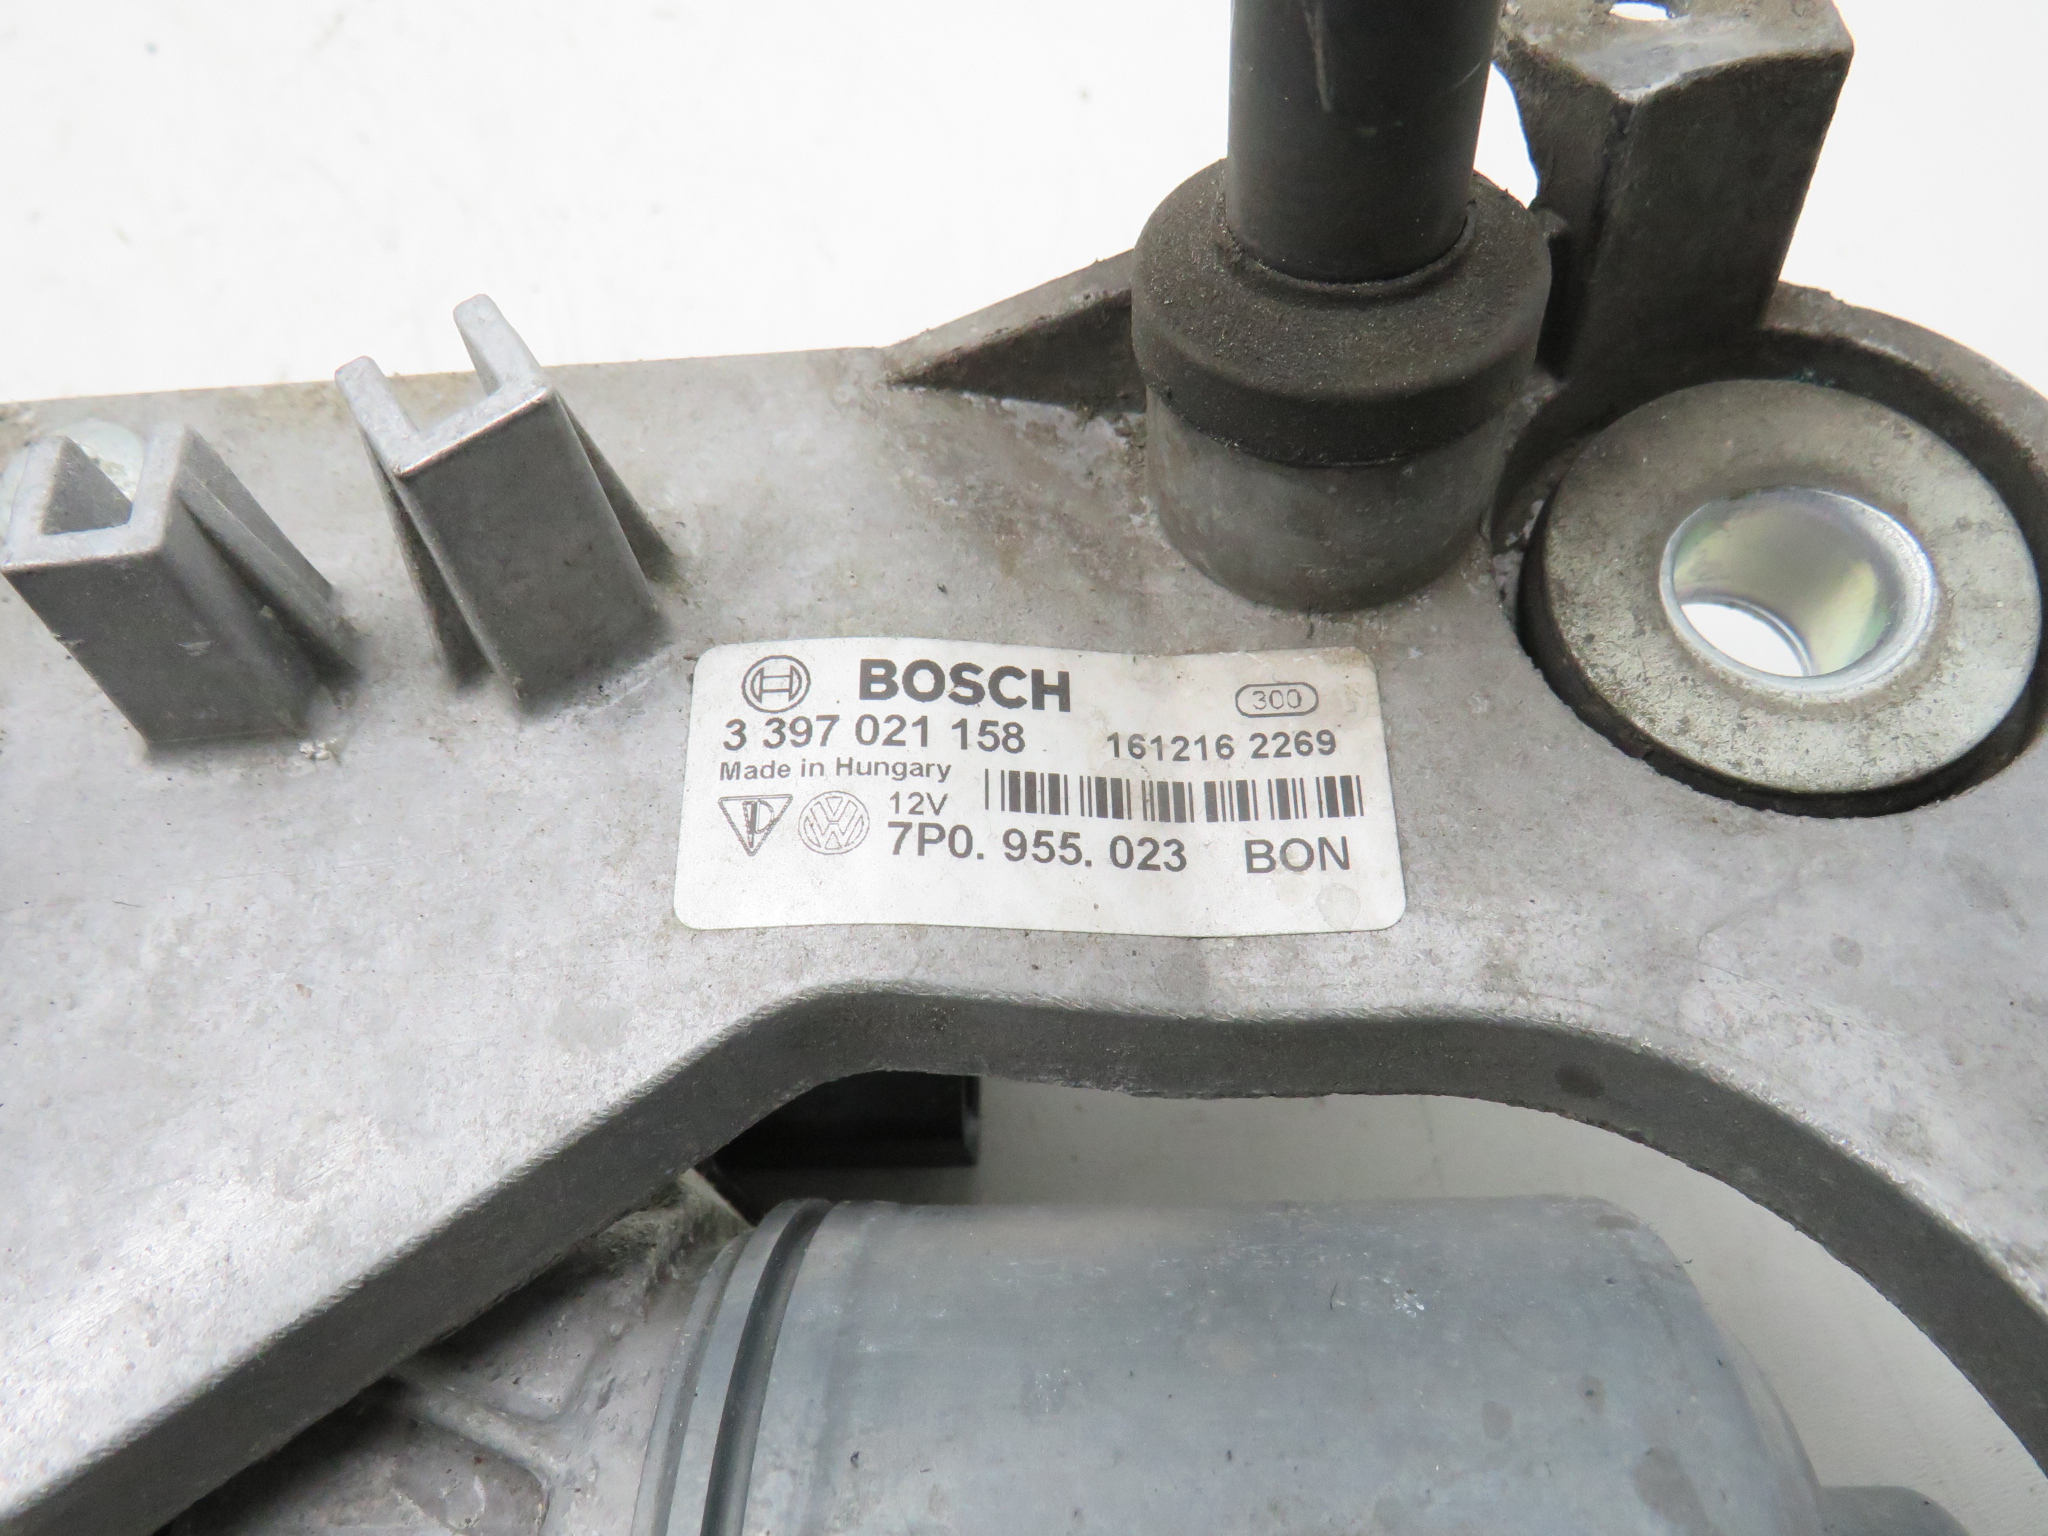 BOSCH 300
3 397 021 158 161216 2269
Made in Hungary
12V
7P0. 955. 023 BON